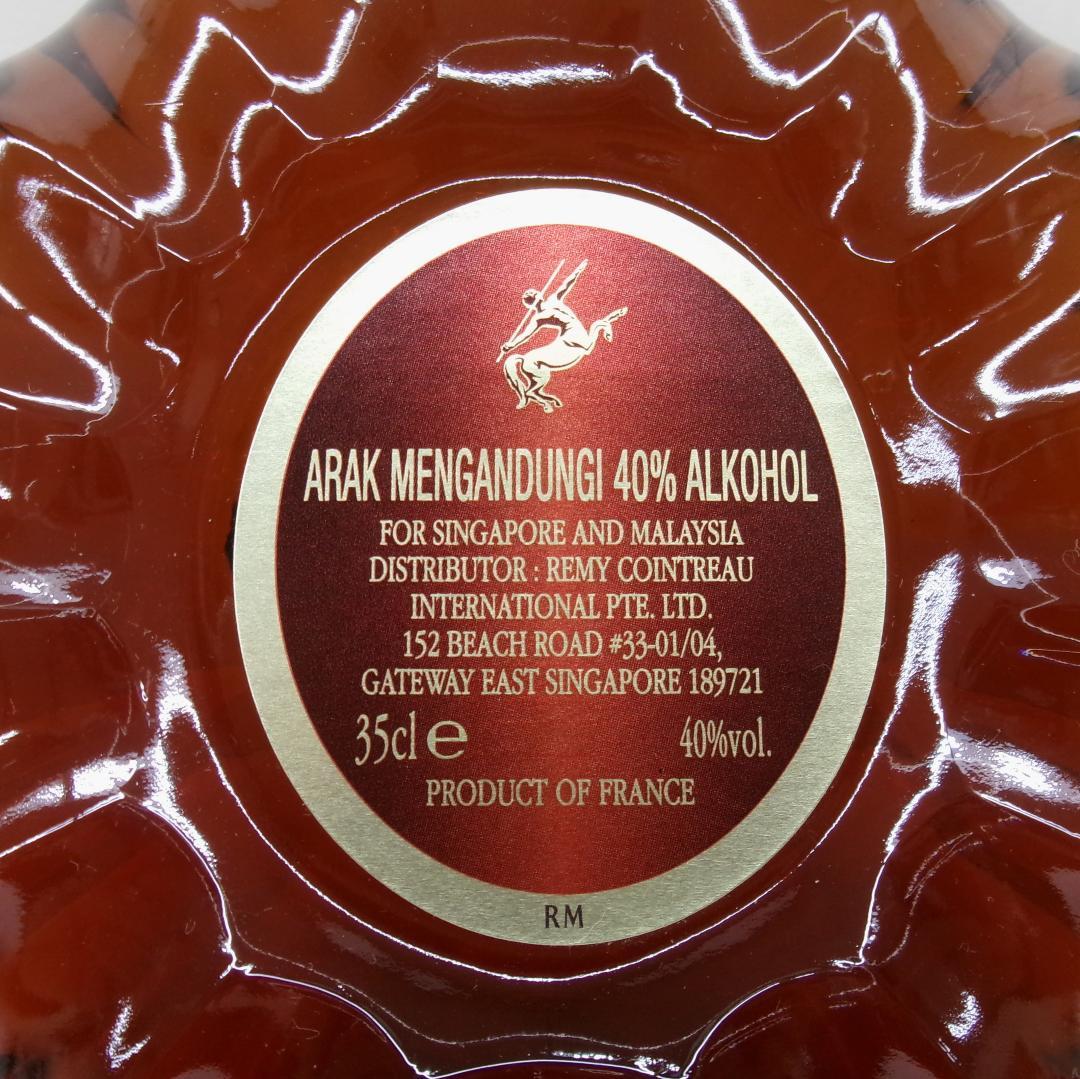 ARAK MENGANDUNGI 40% ALKOHOL
FOR SINGAPORE AND MALAYSIA
DISTRIBUTOR : REMY COINTREAU
INTERNATIONAL PTE. LTD.
152 BEACH ROAD #33-01/04,
GATEWAY EAST SINGAPORE 189721
35cl ℮ 40%vol.
PRODUCT OF FRANCE
RM